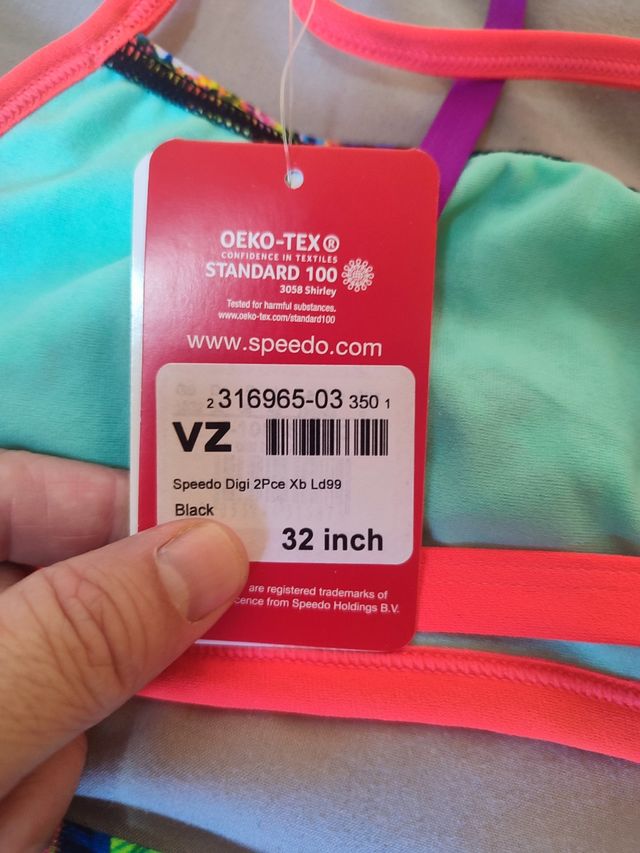 OEKO-TEX®
CONFIDENCE IN TEXTILES
STANDARD 100
3058 Shirley
Tested for harmful substances.
www.oeko-tex.com/standard100
www.speedo.com
2 316965-03 350 1
VZ
Speedo Digi 2Pce Xb Ld99
Black
32 inch
are registered trademarks of
from Speedo Holdings B.V.